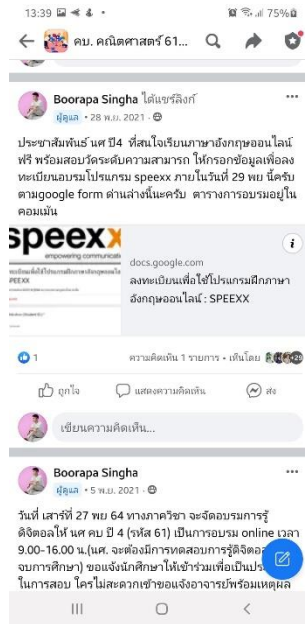 13:39
75%
คบ. คณิตศาสตร์ 61...
Boorapa Singha ได้แชร์ลิงก์
ผู้ดูแล • 28 พ.ย. 2021 •
ประชาสัมพันธ์ นศ ปี4 ที่สนใจเรียนภาษาอังกฤษออนไลน์
ฟรี พร้อมสอบวัดระดับความสามารถ ให้กรอกข้อมูลเพื่อลง
ทะเบียนอบรมโปรแกรม speexx ภายในวันที่ 29 พย นี้ครับ
ตามgoogle form ด่านล่างนี้นะครับ ตารางการอบรมอยู่ใน
คอมเม้น
speexx
empowering communicati
docs.google.com
ลงทะเบียนเพื่อใช้โปรแกรมฝึกภาษา
อังกฤษออนไลน์ : SPEEXX
1
ความคิดเห็น 1 รายการ • เห็นโดย
+29
ถูกใจ
แสดงความคิดเห็น
ส่ง
เขียนความคิดเห็น...
Boorapa Singha
ผู้ดูแล • 5 พ.ย. 2021 •
วันที่ เสาร์ที่ 27 พย 64 ทางภาควิชา จะจัดอบรมการรู้
ดิจิตอลให้ นศ คบ ปี 4 (รหัส 61) เป็นการอบรม online เวลา
9.00-16.00 น.(นศ. จะต้องมีการทดสอบการรู้ดิจิตอ
จบการศึกษา) ขอแจ้งนักศึกษาให้เข้าร่วมเพื่อเป็นประ
ในการสอบ ใครไม่สะดวกเข้าขอแจ้งอาจารย์พร้อมเหตุผล